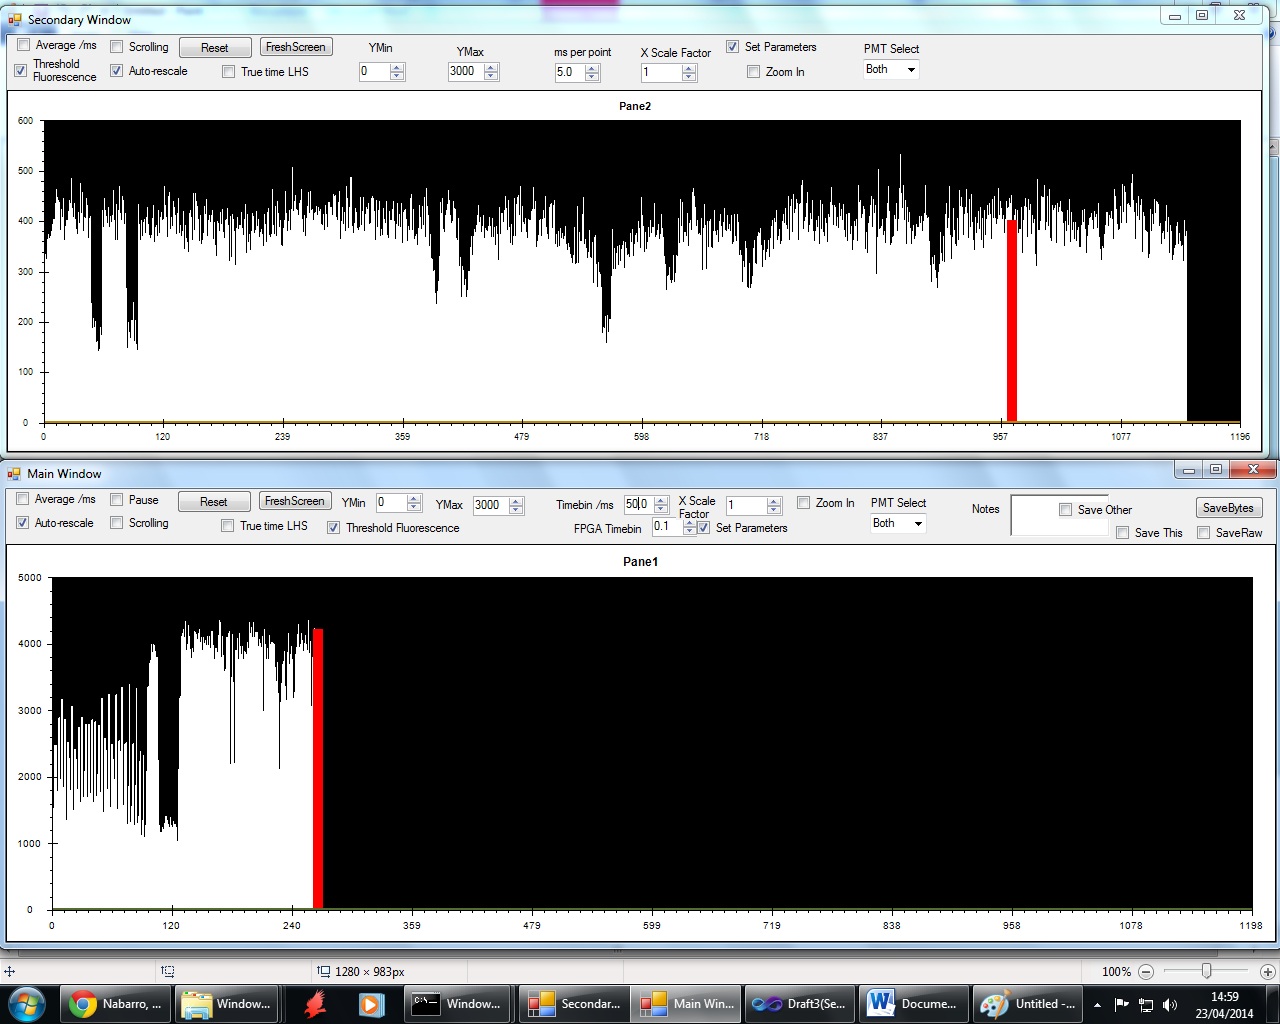 Secondary Window
Average /ms Scrolling Reset FreshScreen YMin YMax ms per point X Scale Factor Set Parameters PMT Select
Threshold Fluorescence Auto-rescale True time LHS 0 3000 5.0 1 Zoom In Both
Pane2
600
500
400
300
200
100
0
0 120 239 359 479 598 718 837 957 1077 1196
Main Window
Average /ms Pause Reset FreshScreen YMin 0 YMax 3000 Timebin /ms 50.0 X Scale Factor 1 Zoom In PMT Select Notes Save Other SaveBytes
Auto-rescale Scrolling True time LHS Threshold Fluorescence FPGA Timebin 0.1 Set Parameters Both Save This SaveRaw
Pane1
5000
4000
3000
2000
1000
0
0 120 240 359 479 599 719 838 958 1078 1198
1280 × 983px 100%
Nabarro, ... Window... Window... Secondar... Main Win... Draft3(Se... Docume... Untitled -... 14:59
23/04/2014